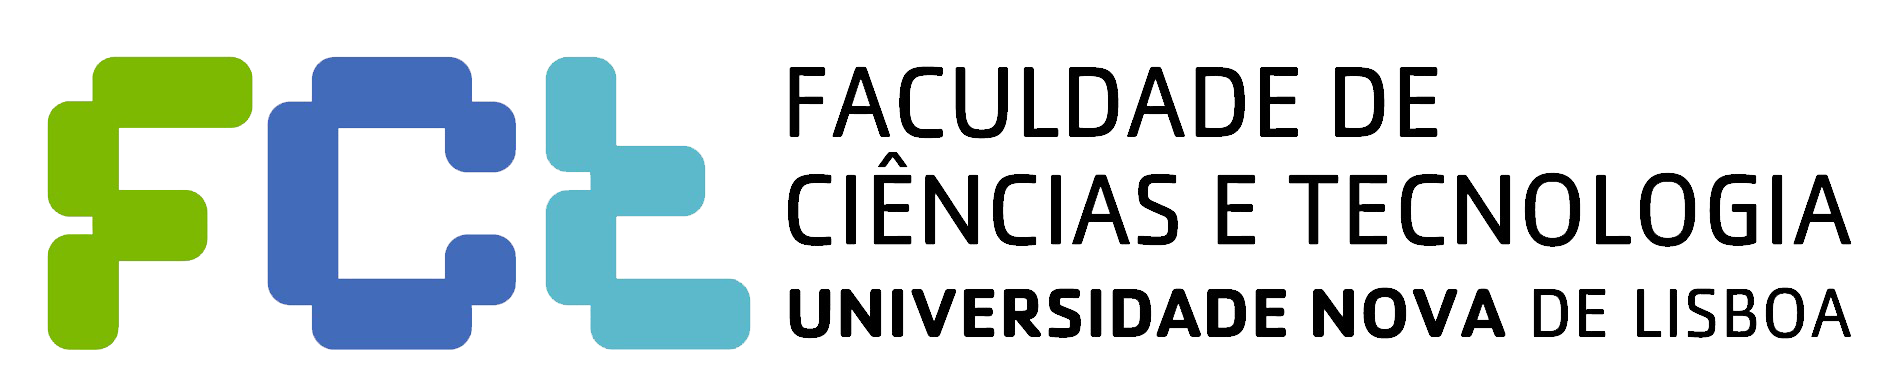 FCt
FACULDADE DE
CIÊNCIAS E TECNOLOGIA
UNIVERSIDADE NOVA DE LISBOA